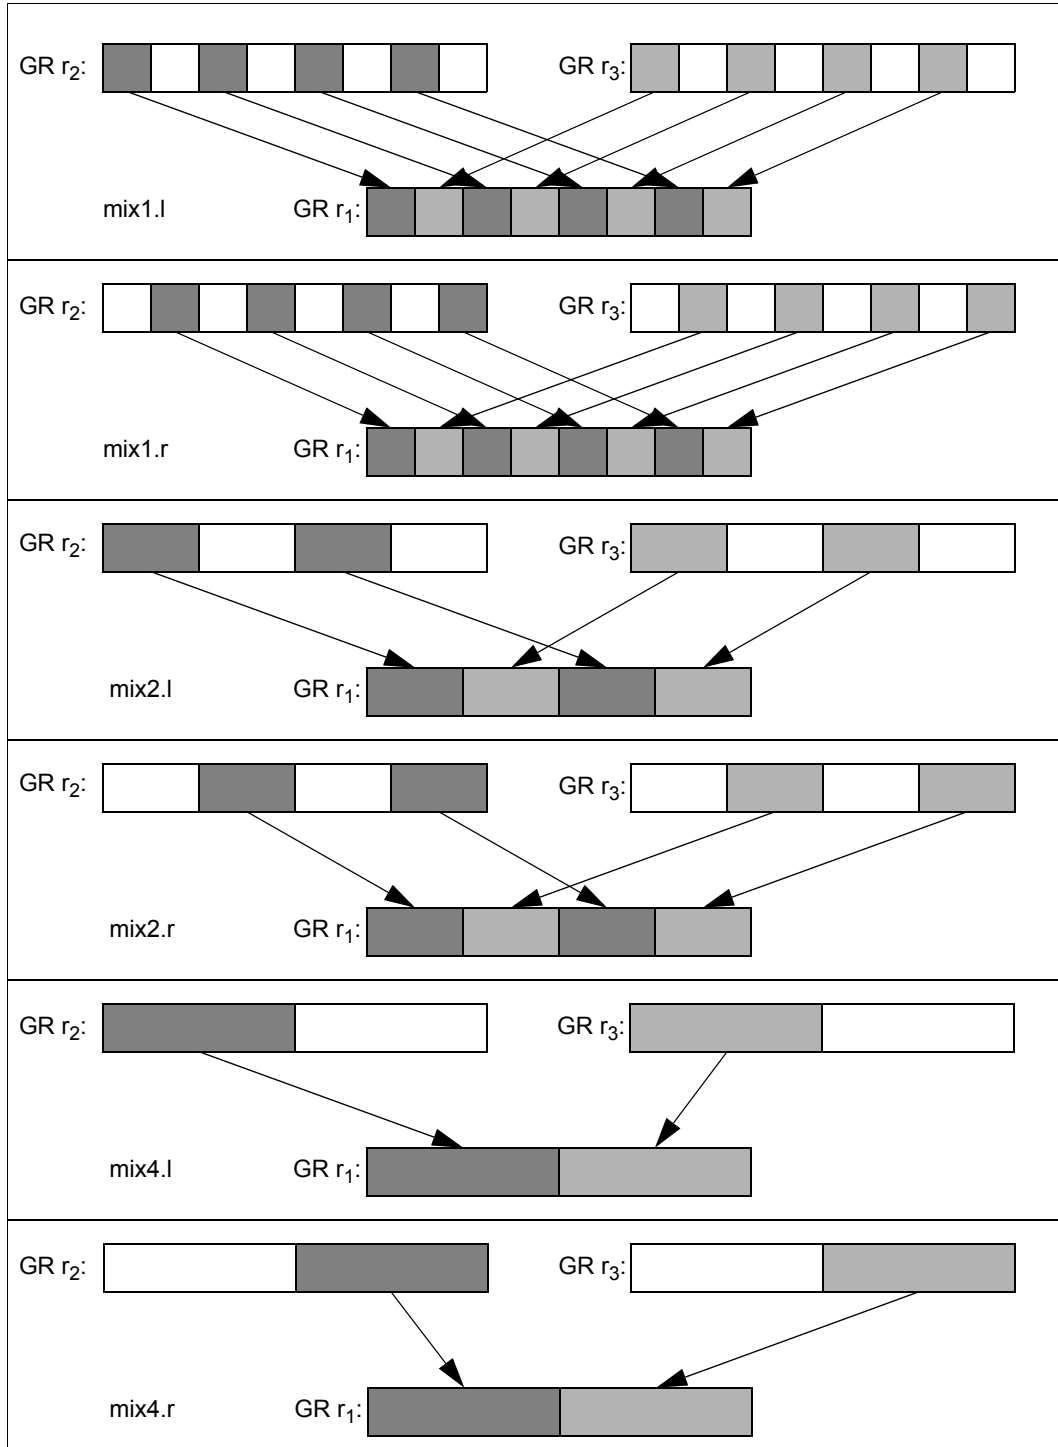 GR r2: GR r3:
mix1.l GR r1:
GR r2: GR r3:
mix1.r GR r1:
GR r2: GR r3:
mix2.l GR r1:
GR r2: GR r3:
mix2.r GR r1:
GR r2: GR r3:
mix4.l GR r1:
GR r2: GR r3:
mix4.r GR r1: